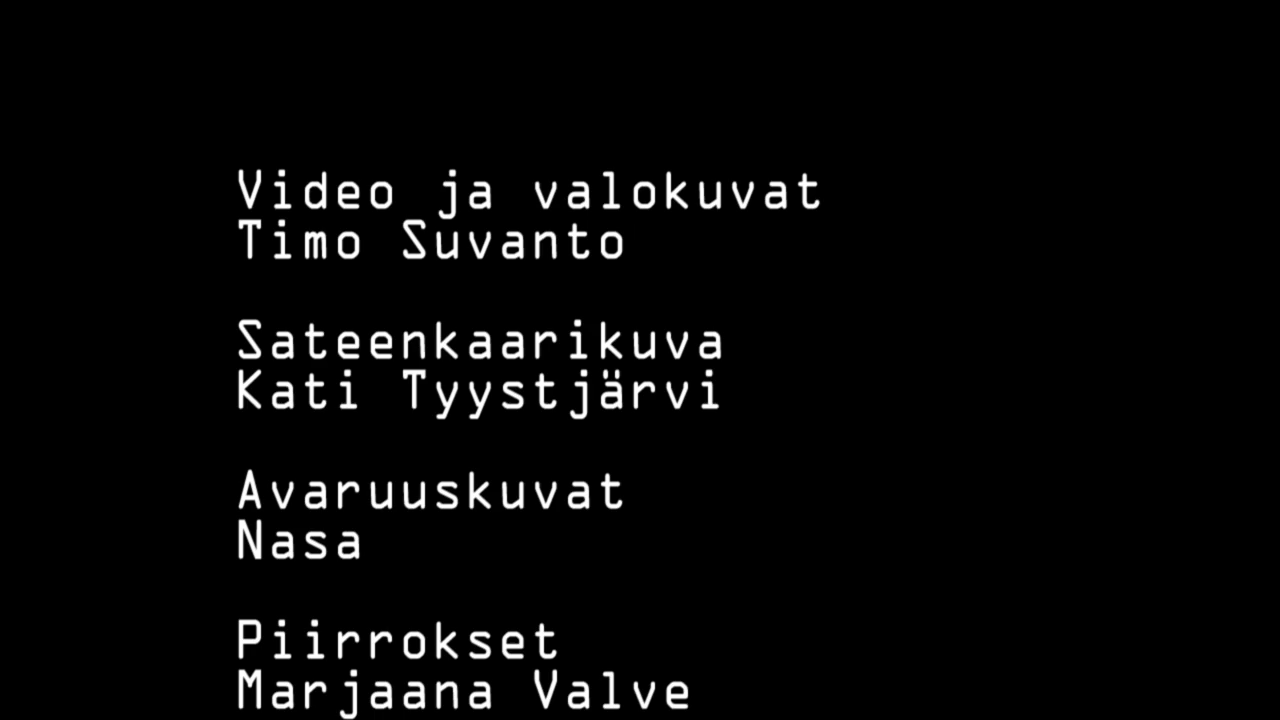 Video ja valokuvat
Timo Suvanto
Sateenkaarikuva
Kati Tyystjärvi
Avaruuskuvat
Nasa
Piirrokset
Marjaana Valve